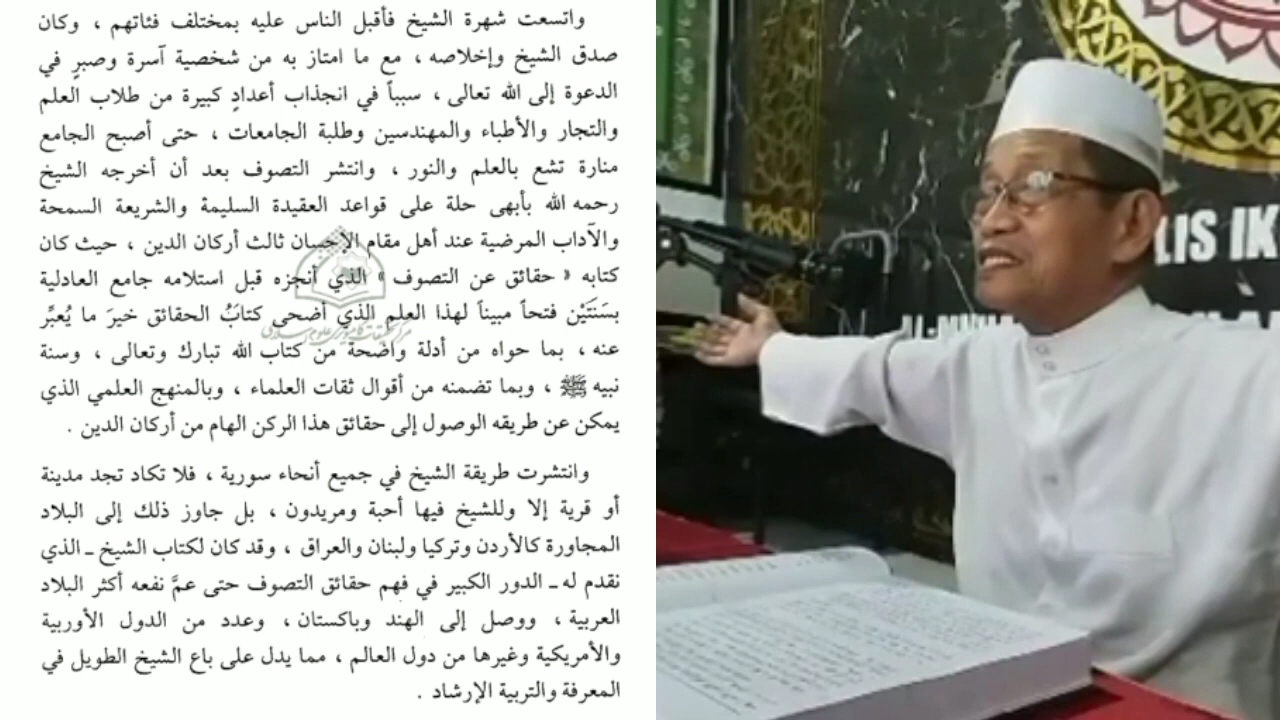 واتسعت شهرة الشيخ فأقبل الناس عليه بمختلف فئاتهم ، وكان
صدق الشيخ وإخلاصه ، مع ما امتاز به من شخصية آسرة وصبرٍ في
الدعوة إلى الله تعالى ، سبباً في انجذاب أعدادٍ كبيرة من طلاب العلم
والتجار والأطباء والمهندسين وطلبة الجامعات ، حتى أصبح الجامع
منارة تشع بالعلم والنور ، وانتشر التصوف بعد أن أخرجه الشيخ
رحمه الله بأبهى حلة على قواعد العقيدة السليمة والشريعة السمحة
والآداب المرضية عند أهل مقام الإحسان ثالث أركان الدين ، حيث كان
كتابه « حقائق عن التصوف » الذي أنجزه قبل استلامه جامع العادلية
بسَنَتَيْن فتحاً مبيناً لهذا العلم الذي أضحى كتابُ الحقائق خيرَ ما يُعبَّر
عنه ، بما حواه من أدلة واضحة من كتاب الله تبارك وتعالى ، وسنة
نبيه ﷺ ، وبما تضمنه من أقوال ثقات العلماء ، وبالمنهج العلمي الذي
يمكن عن طريقه الوصول إلى حقائق هذا الركن الهام من أركان الدين .
وانتشرت طريقة الشيخ في جميع أنحاء سورية ، فلا تكاد تجد مدينة
أو قرية إلا وللشيخ فيها أحبة ومريدون ، بل جاوز ذلك إلى البلاد
المجاورة كالأردن وتركيا ولبنان والعراق ، وقد كان لكتاب الشيخ ـ الذي
نقدم له ـ الدور الكبير في فهم حقائق التصوف حتى عمَّ نفعه أكثر البلاد
العربية ، ووصل إلى الهند وباكستان ، وعدد من الدول الأوربية
والأمريكية وغيرها من دول العالم ، مما يدل على باع الشيخ الطويل في
المعرفة والتربية الإرشاد .
LIS IK